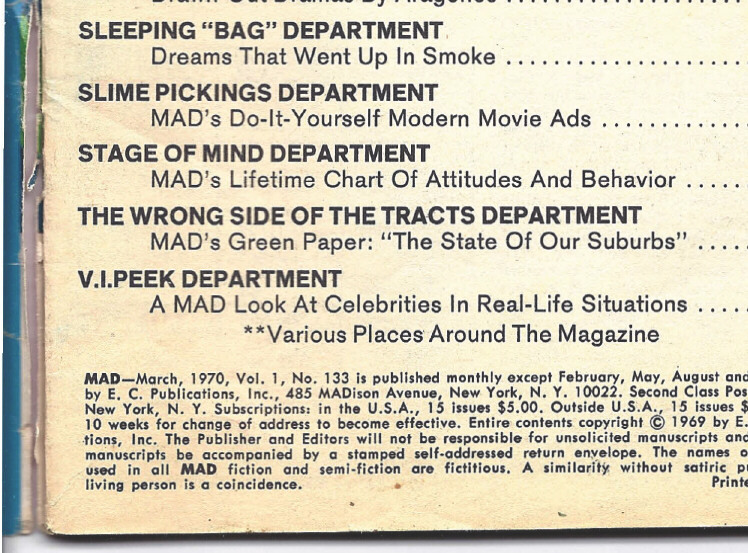 Drawn-Out Dramas By Aragones ..................
SLEEPING “BAG” DEPARTMENT
Dreams That Went Up In Smoke ..................
SLIME PICKINGS DEPARTMENT
MAD’s Do-It-Yourself Modern Movie Ads ...........
STAGE OF MIND DEPARTMENT
MAD’s Lifetime Chart Of Attitudes And Behavior .....
THE WRONG SIDE OF THE TRACTS DEPARTMENT
MAD’s Green Paper: “The State Of Our Suburbs” ....
V.I.PEEK DEPARTMENT
A MAD Look At Celebrities In Real-Life Situations .....
**Various Places Around The Magazine
MAD—March, 1970, Vol. 1, No. 133 is published monthly except February, May, August and
by E. C. Publications, Inc., 485 MADison Avenue, New York, N. Y. 10022. Second Class Pos
New York, N. Y. Subscriptions: in the U.S.A., 15 issues $5.00. Outside U.S.A., 15 issues $
10 weeks for change of address to become effective. Entire contents copyright © 1969 by E.
tions, Inc. The Publisher and Editors will not be responsible for unsolicited manuscripts and
manuscripts be accompanied by a stamped self-addressed return envelope. The names o
used in all MAD fiction and semi-fiction are fictitious. A similarity without satiric pu
living person is a coincidence. Printe